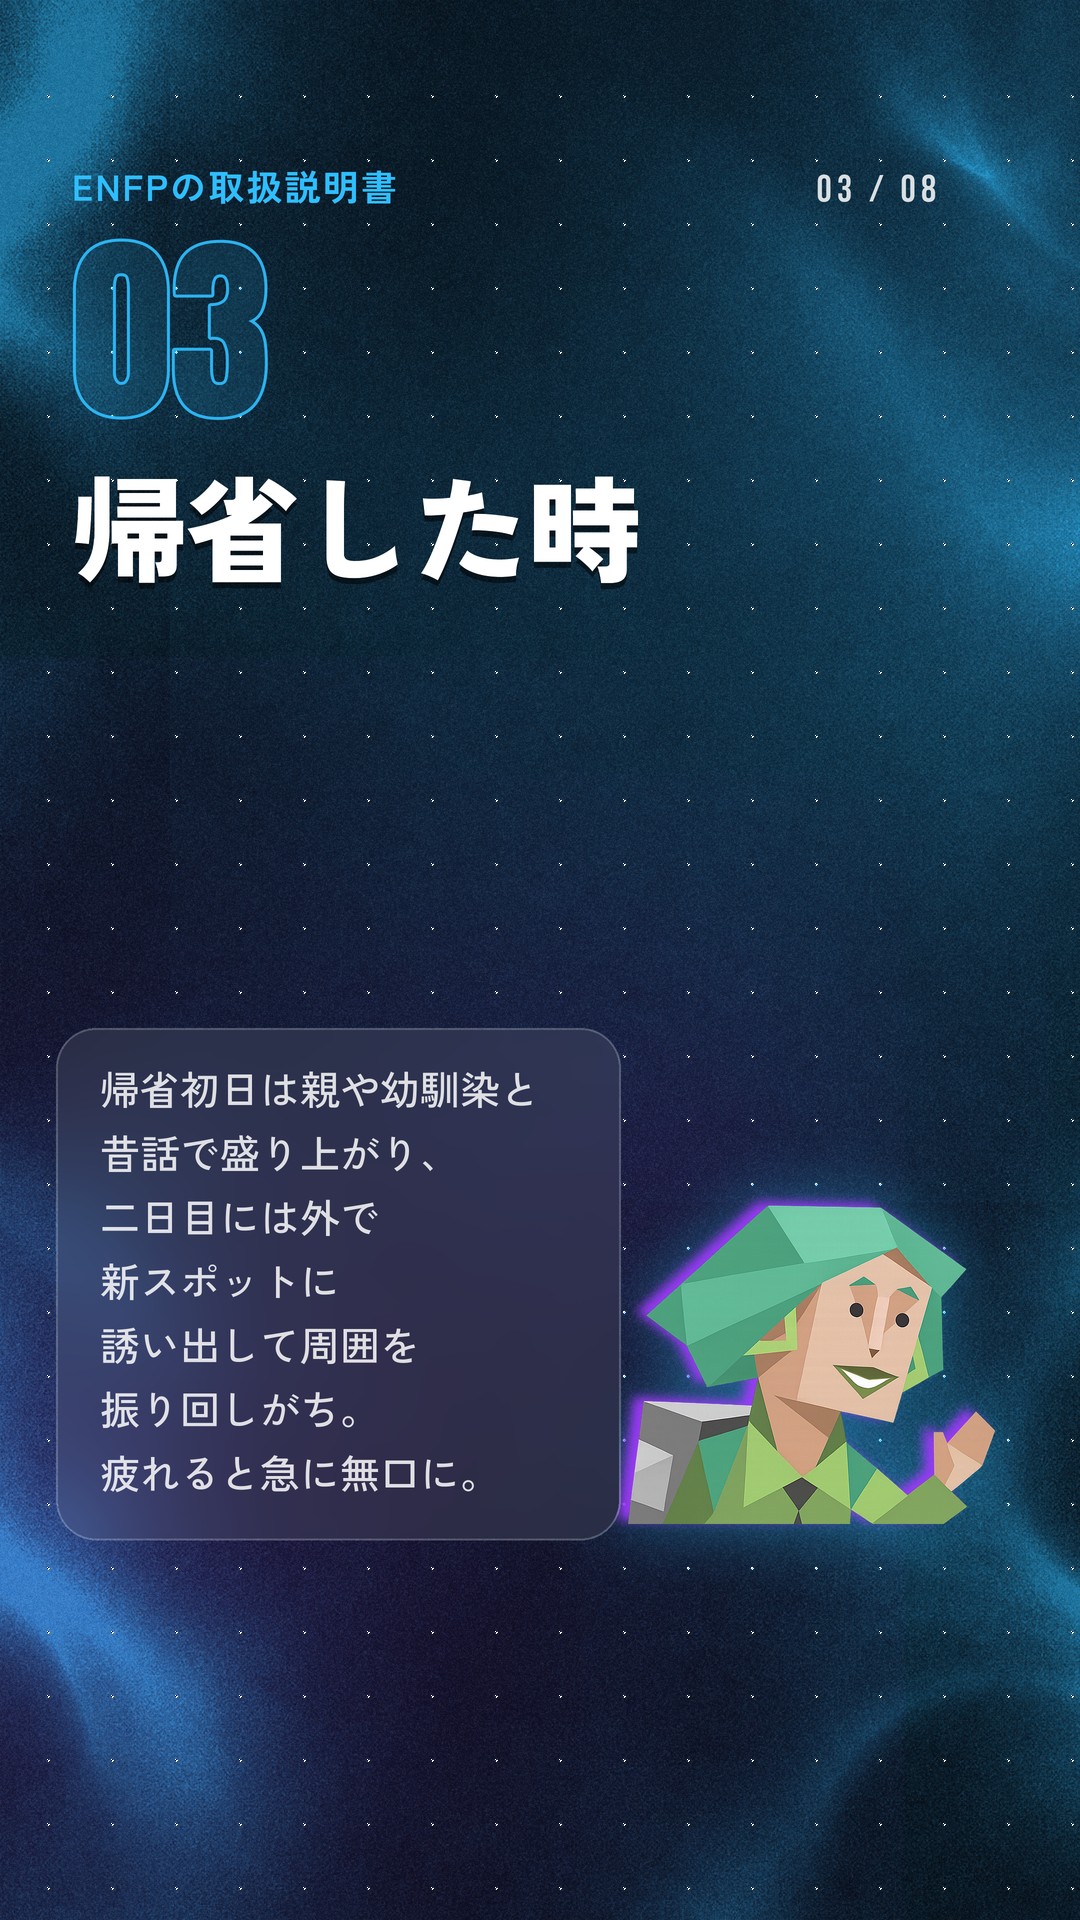 ENFPの取扱説明書
03 / 08
03
帰省した時
帰省初日は親や幼馴染と
昔話で盛り上がり、
二日目には外で
新スポットに
誘い出して周囲を
振り回しがち。
疲れると急に無口に。